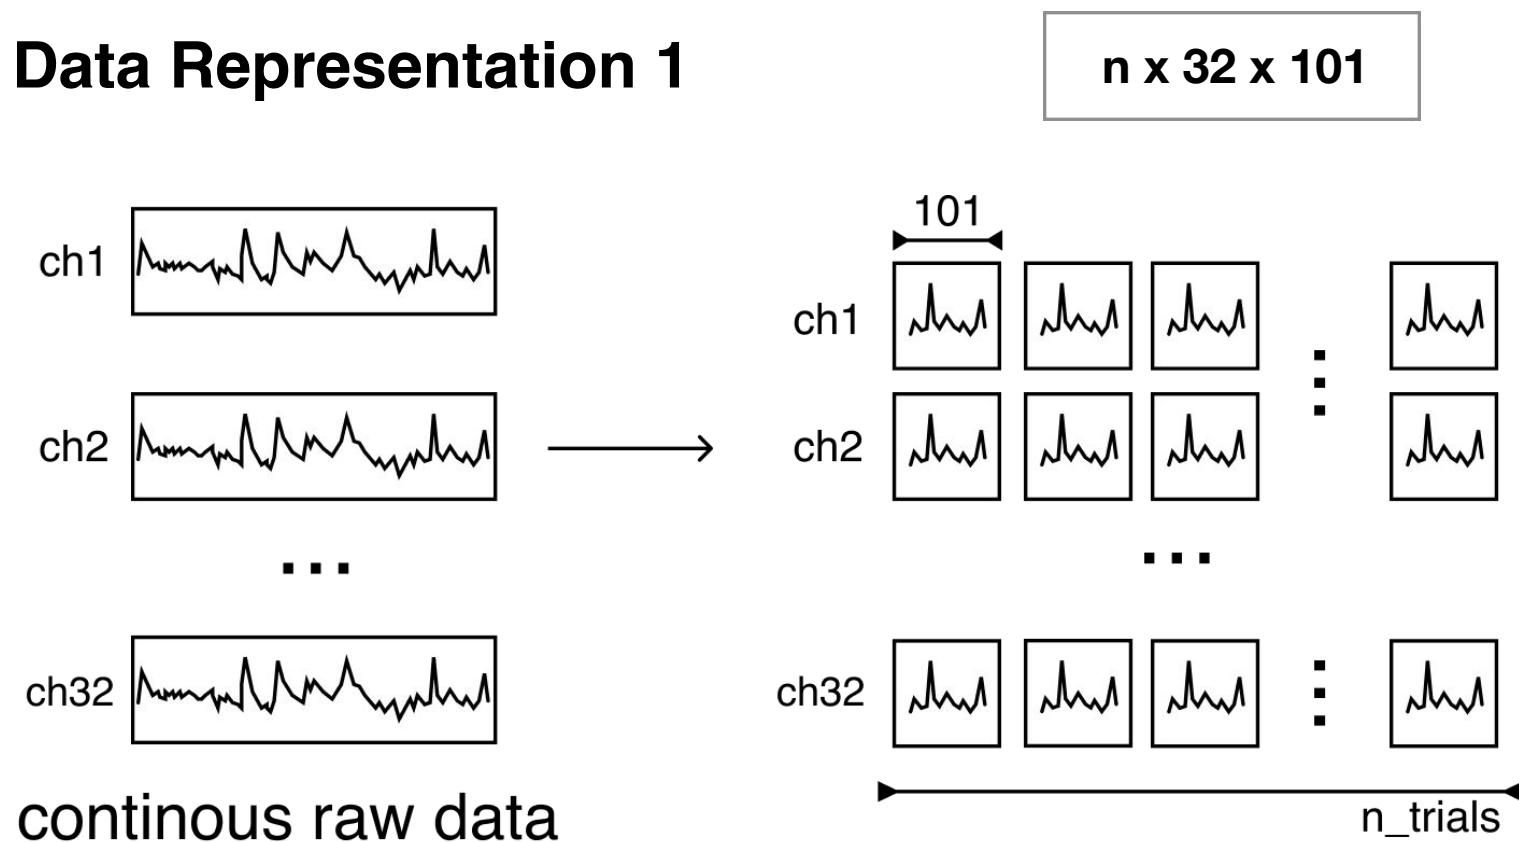 Data Representation 1
n x 32 x 101
ch1
ch2
ch32
continous raw data
101
ch1
ch2
ch32
n_trials